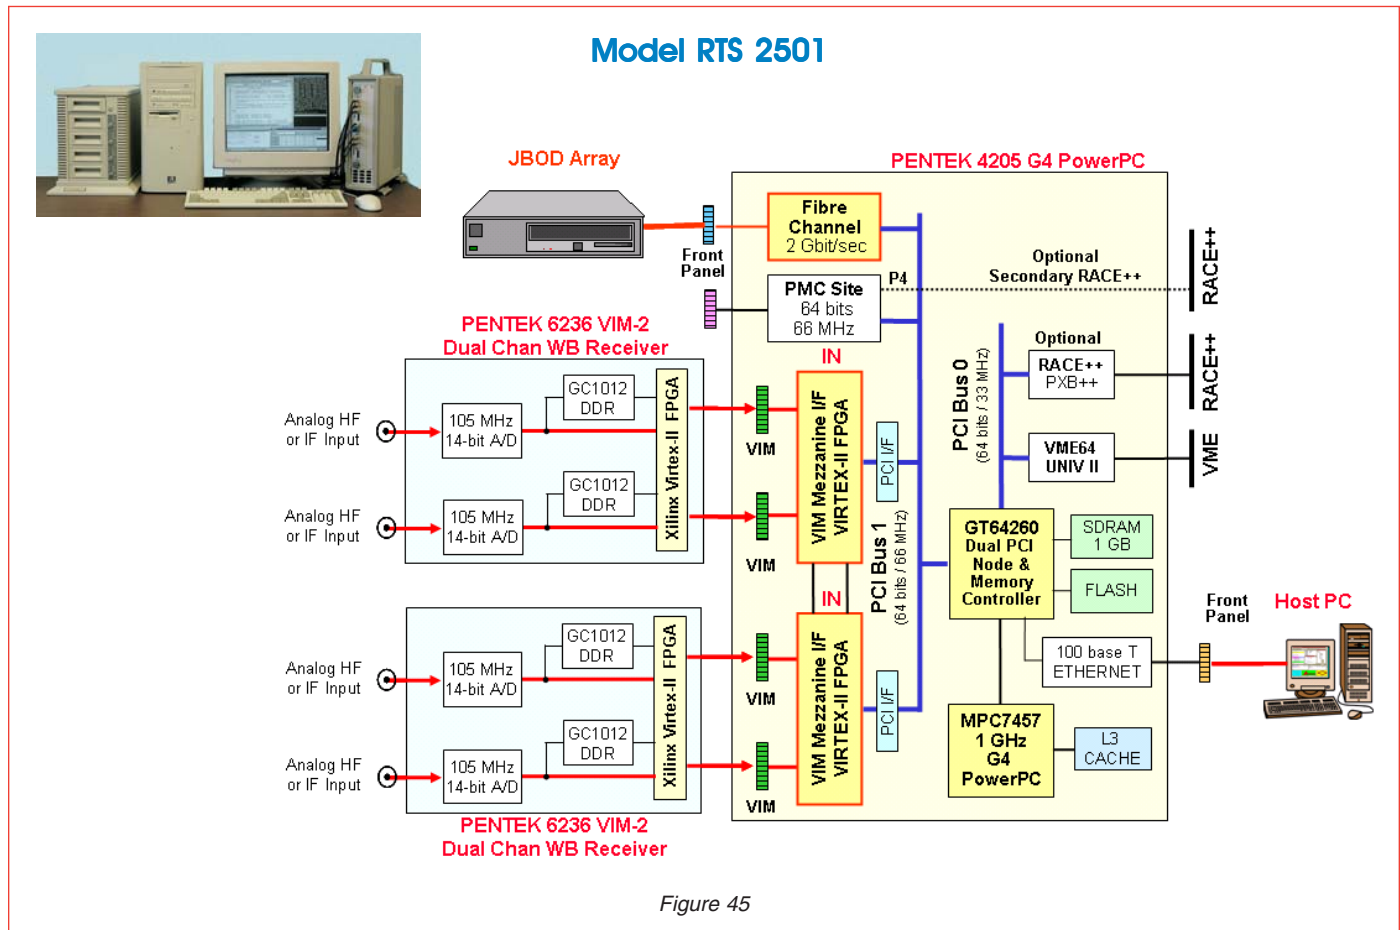 Model RTS 2501
JBOD Array
PENTEK 4205 G4 PowerPC
Fibre
Channel
2 Gbit/sec
Front
Panel
PMC Site
64 bits
66 MHz
P4
Optional
Secondary RACE++
RACE++
PENTEK 6236 VIM-2
Dual Chan WB Receiver
Analog HF
or IF Input
105 MHz
14-bit A/D
GC1012
DDR
Analog HF
or IF Input
105 MHz
14-bit A/D
GC1012
DDR
Xilinx Virtex-II FPGA
VIM
VIM
IN
VIM Mezzanine I/F
VIRTEX-II FPGA
PCI I/F
PCI Bus 1
(64 bits / 66 MHz)
PCI Bus 0
(64 bits / 33 MHz)
Optional
RACE++
PXB++
RACE++
VME64
UNIV II
VME
GT64260
Dual PCI
Node &
Memory
Controller
SDRAM
1 GB
FLASH
100 base T
ETHERNET
Front
Panel
Host PC
MPC7457
1 GHz
G4
PowerPC
L3
CACHE
Analog HF
or IF Input
105 MHz
14-bit A/D
GC1012
DDR
Analog HF
or IF Input
105 MHz
14-bit A/D
GC1012
DDR
Xilinx Virtex-II FPGA
VIM
VIM
IN
VIM Mezzanine I/F
VIRTEX-II FPGA
PCI I/F
PENTEK 6236 VIM-2
Dual Chan WB Receiver
Figure 45